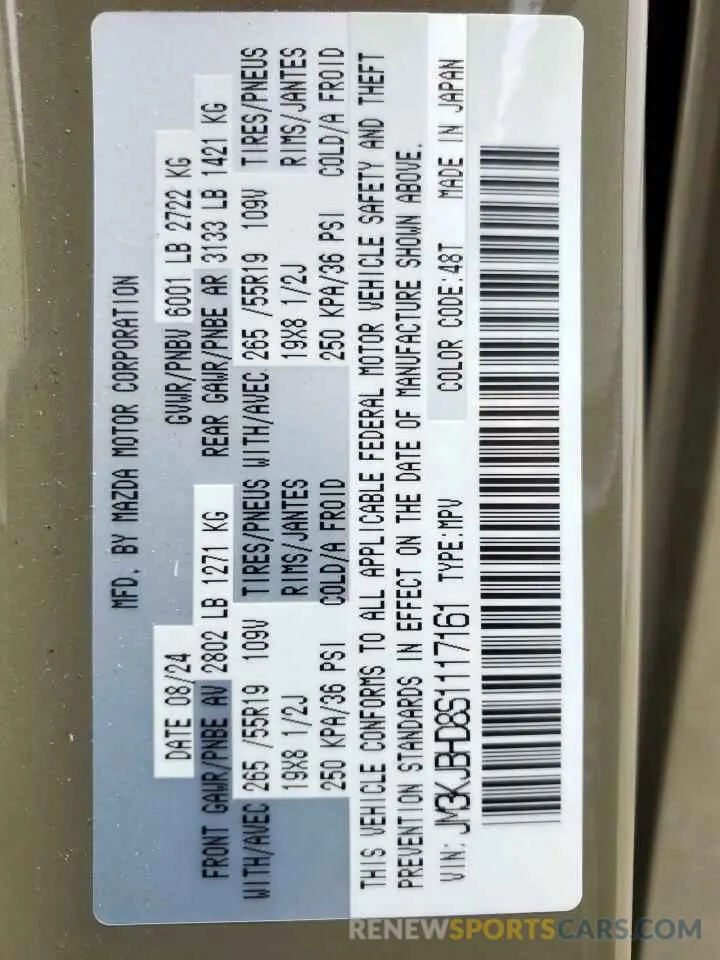 MFD. BY MAZDA MOTOR CORPORATION
DATE 08/24 GVWR/PNBV 6001 LB 2722 KG
FRONT GAWR/PNBE AV 2802 LB 1271 KG REAR GAWR/PNBE AR 3133 LB 1421 KG
WITH/AVEC 265 /55R19 109V TIRES/PNEUS WITH/AVEC 265 /55R19 109V TIRES/PNEUS
19X8 1/2J RIMS/JANTES 19X8 1/2J RIMS/JANTES
250 KPA/36 PSI COLD/A FROID 250 KPA/36 PSI COLD/A FROID
THIS VEHICLE CONFORMS TO ALL APPLICABLE FEDERAL MOTOR VEHICLE SAFETY AND THEFT
PREVENTION STANDARDS IN EFFECT ON THE DATE OF MANUFACTURE SHOWN ABOVE.
VIN: JM3KJBHD8S1117161 TYPE:MPV COLOR CODE:48T MADE IN JAPAN
RENEWSPORTSCARS.COM